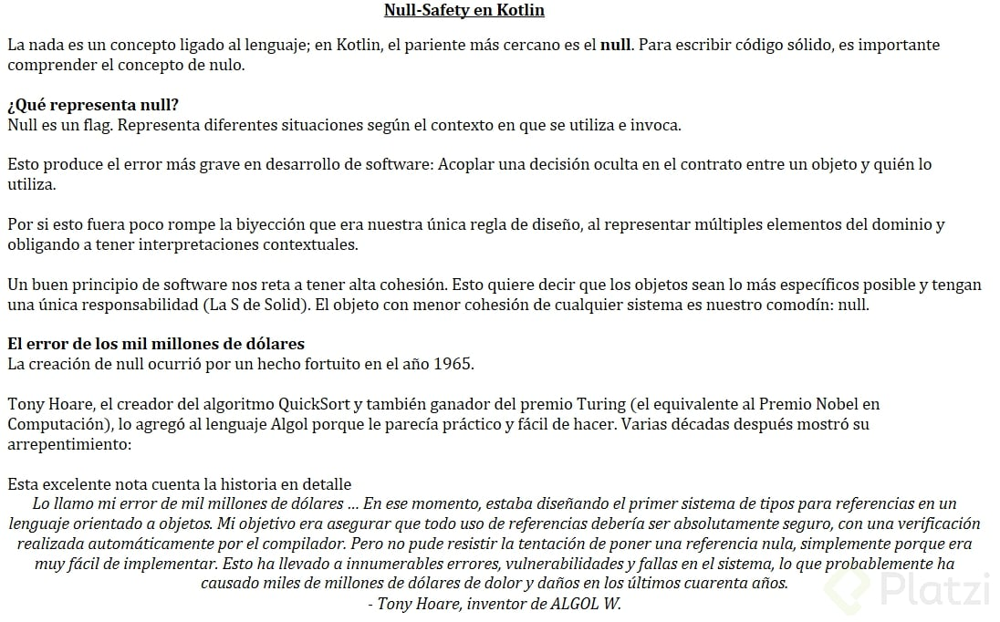 Null-Safety en Kotlin
La nada es un concepto ligado al lenguaje; en Kotlin, el pariente más cercano es el null. Para escribir código sólido, es importante
comprender el concepto de nulo.
¿Qué representa null?
Null es un flag. Representa diferentes situaciones según el contexto en que se utiliza e invoca.
Esto produce el error más grave en desarrollo de software: Acoplar una decisión oculta en el contrato entre un objeto y quién lo
utiliza.
Por si esto fuera poco rompe la biyección que era nuestra única regla de diseño, al representar múltiples elementos del dominio y
obligando a tener interpretaciones contextuales.
Un buen principio de software nos reta a tener alta cohesión. Esto quiere decir que los objetos sean lo más específicos posible y tengan
una única responsabilidad (La S de Solid). El objeto con menor cohesión de cualquier sistema es nuestro comodín: null.
El error de los mil millones de dólares
La creación de null ocurrió por un hecho fortuito en el año 1965.
Tony Hoare, el creador del algoritmo QuickSort y también ganador del premio Turing (el equivalente al Premio Nobel en
Computación), lo agregó al lenguaje Algol porque le parecía práctico y fácil de hacer. Varias décadas después mostró su
arrepentimiento:
Esta excelente nota cuenta la historia en detalle
Lo llamo mi error de mil millones de dólares ... En ese momento, estaba diseñando el primer sistema de tipos para referencias en un
lenguaje orientado a objetos. Mi objetivo era asegurar que todo uso de referencias debería ser absolutamente seguro, con una verificación
realizada automáticamente por el compilador. Pero no pude resistir la tentación de poner una referencia nula, simplemente porque era
muy fácil de implementar. Esto ha llevado a innumerables errores, vulnerabilidades y fallas en el sistema, lo que probablemente ha
causado miles de millones de dólares de dolor y daños en los últimos cuarenta años.
- Tony Hoare, inventor de ALGOL W.
Platzi